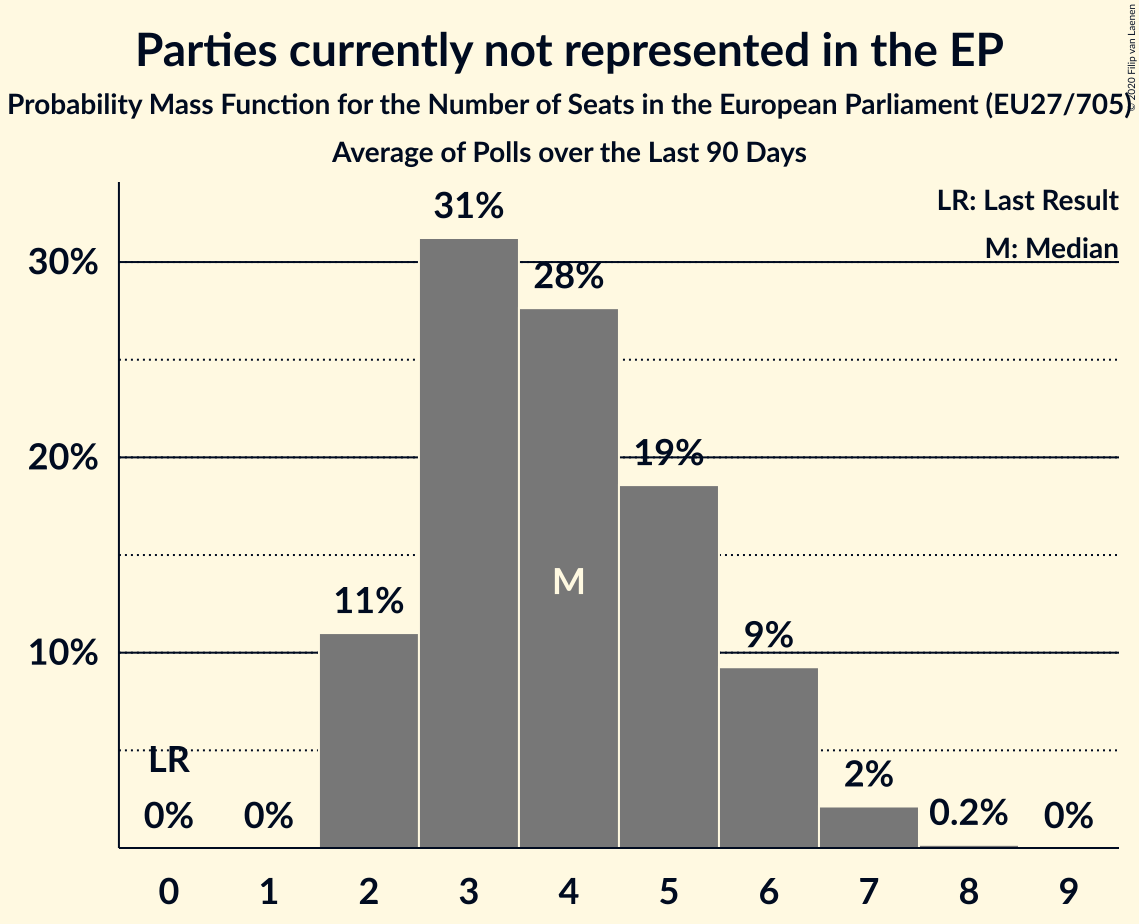 Parties currently not represented in the EP
Probability Mass Function for the Number of Seats in the European Parliament (EU27/705)
Average of Polls over the Last 90 Days
© 2020 Filip van Laenen
LR: Last Result
M: Median
30%
20%
10%
31%
28%
19%
M
11%
9%
LR
2%
0%
0%
0.2%
0%
0 1 2 3 4 5 6 7 8 9